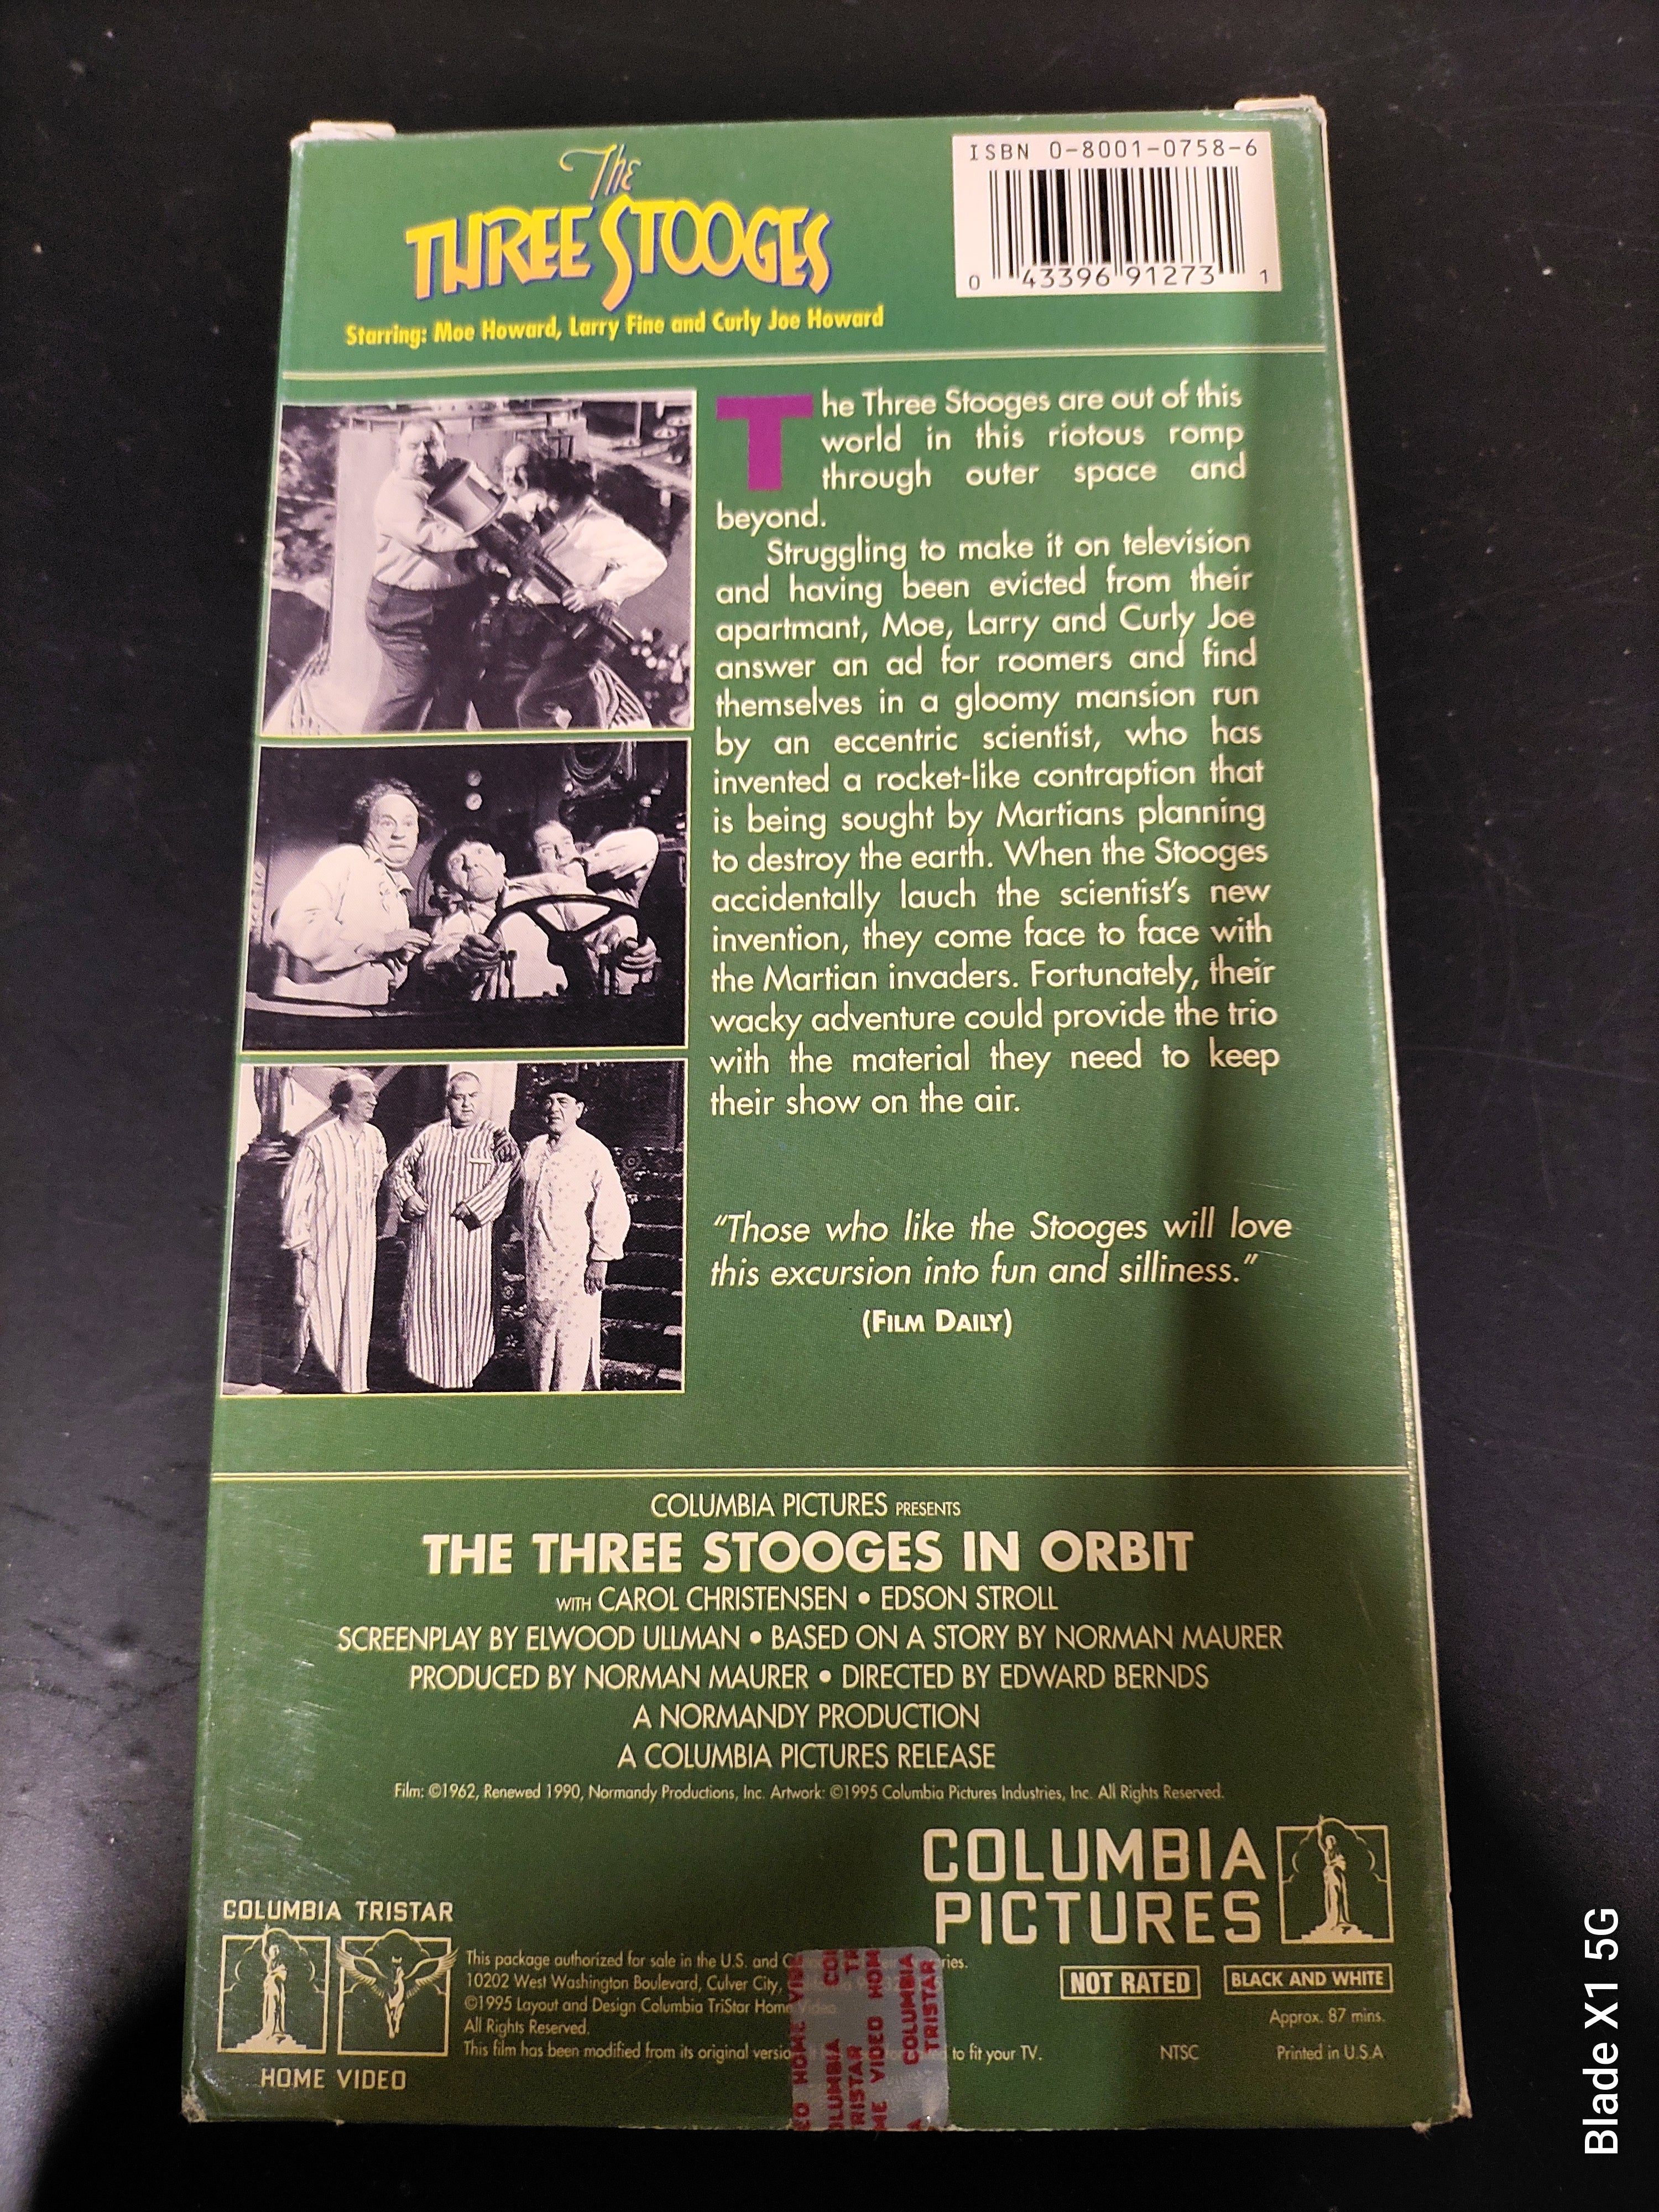 The
THREE STOOGES
Starring: Moe Howard, Larry Fine and Curly Joe Howard
ISBN 0-8001-0758-6
0 43396 91273 1
The Three Stooges are out of this
world in this riotous romp
through outer space and
beyond.
Struggling to make it on television
and having been evicted from their
apartmant, Moe, Larry and Curly Joe
answer an ad for roomers and find
themselves in a gloomy mansion run
by an eccentric scientist, who has
invented a rocket-like contraption that
is being sought by Martians planning
to destroy the earth. When the Stooges
accidentally lauch the scientist's new
invention, they come face to face with
the Martian invaders. Fortunately, their
wacky adventure could provide the trio
with the material they need to keep
their show on the air.
"Those who like the Stooges will love
this excursion into fun and silliness."
(FILM DAILY)
COLUMBIA PICTURES PRESENTS
THE THREE STOOGES IN ORBIT
WITH CAROL CHRISTENSEN • EDSON STROLL
SCREENPLAY BY ELWOOD ULLMAN • BASED ON A STORY BY NORMAN MAURER
PRODUCED BY NORMAN MAURER • DIRECTED BY EDWARD BERNDS
A NORMANDY PRODUCTION
A COLUMBIA PICTURES RELEASE
Film: ©1962, Renewed 1990, Normandy Productions, Inc. Artwork: ©1995 Columbia Pictures Industries, Inc. All Rights Reserved.
COLUMBIA
PICTURES
COLUMBIA TRISTAR
HOME VIDEO
This package authorized for sale in the U.S. and
10202 West Washington Boulevard, Culver City,
©1995 Layout and Design Columbia TriStar Home Video.
All Rights Reserved.
This film has been modified from its original version. to fit your TV.
NOT RATED
BLACK AND WHITE
Approx. 87 mins.
NTSC
Printed in U.S.A
COLUMBIA
TRISTAR
HOME VIDEO
Blade X1 5G